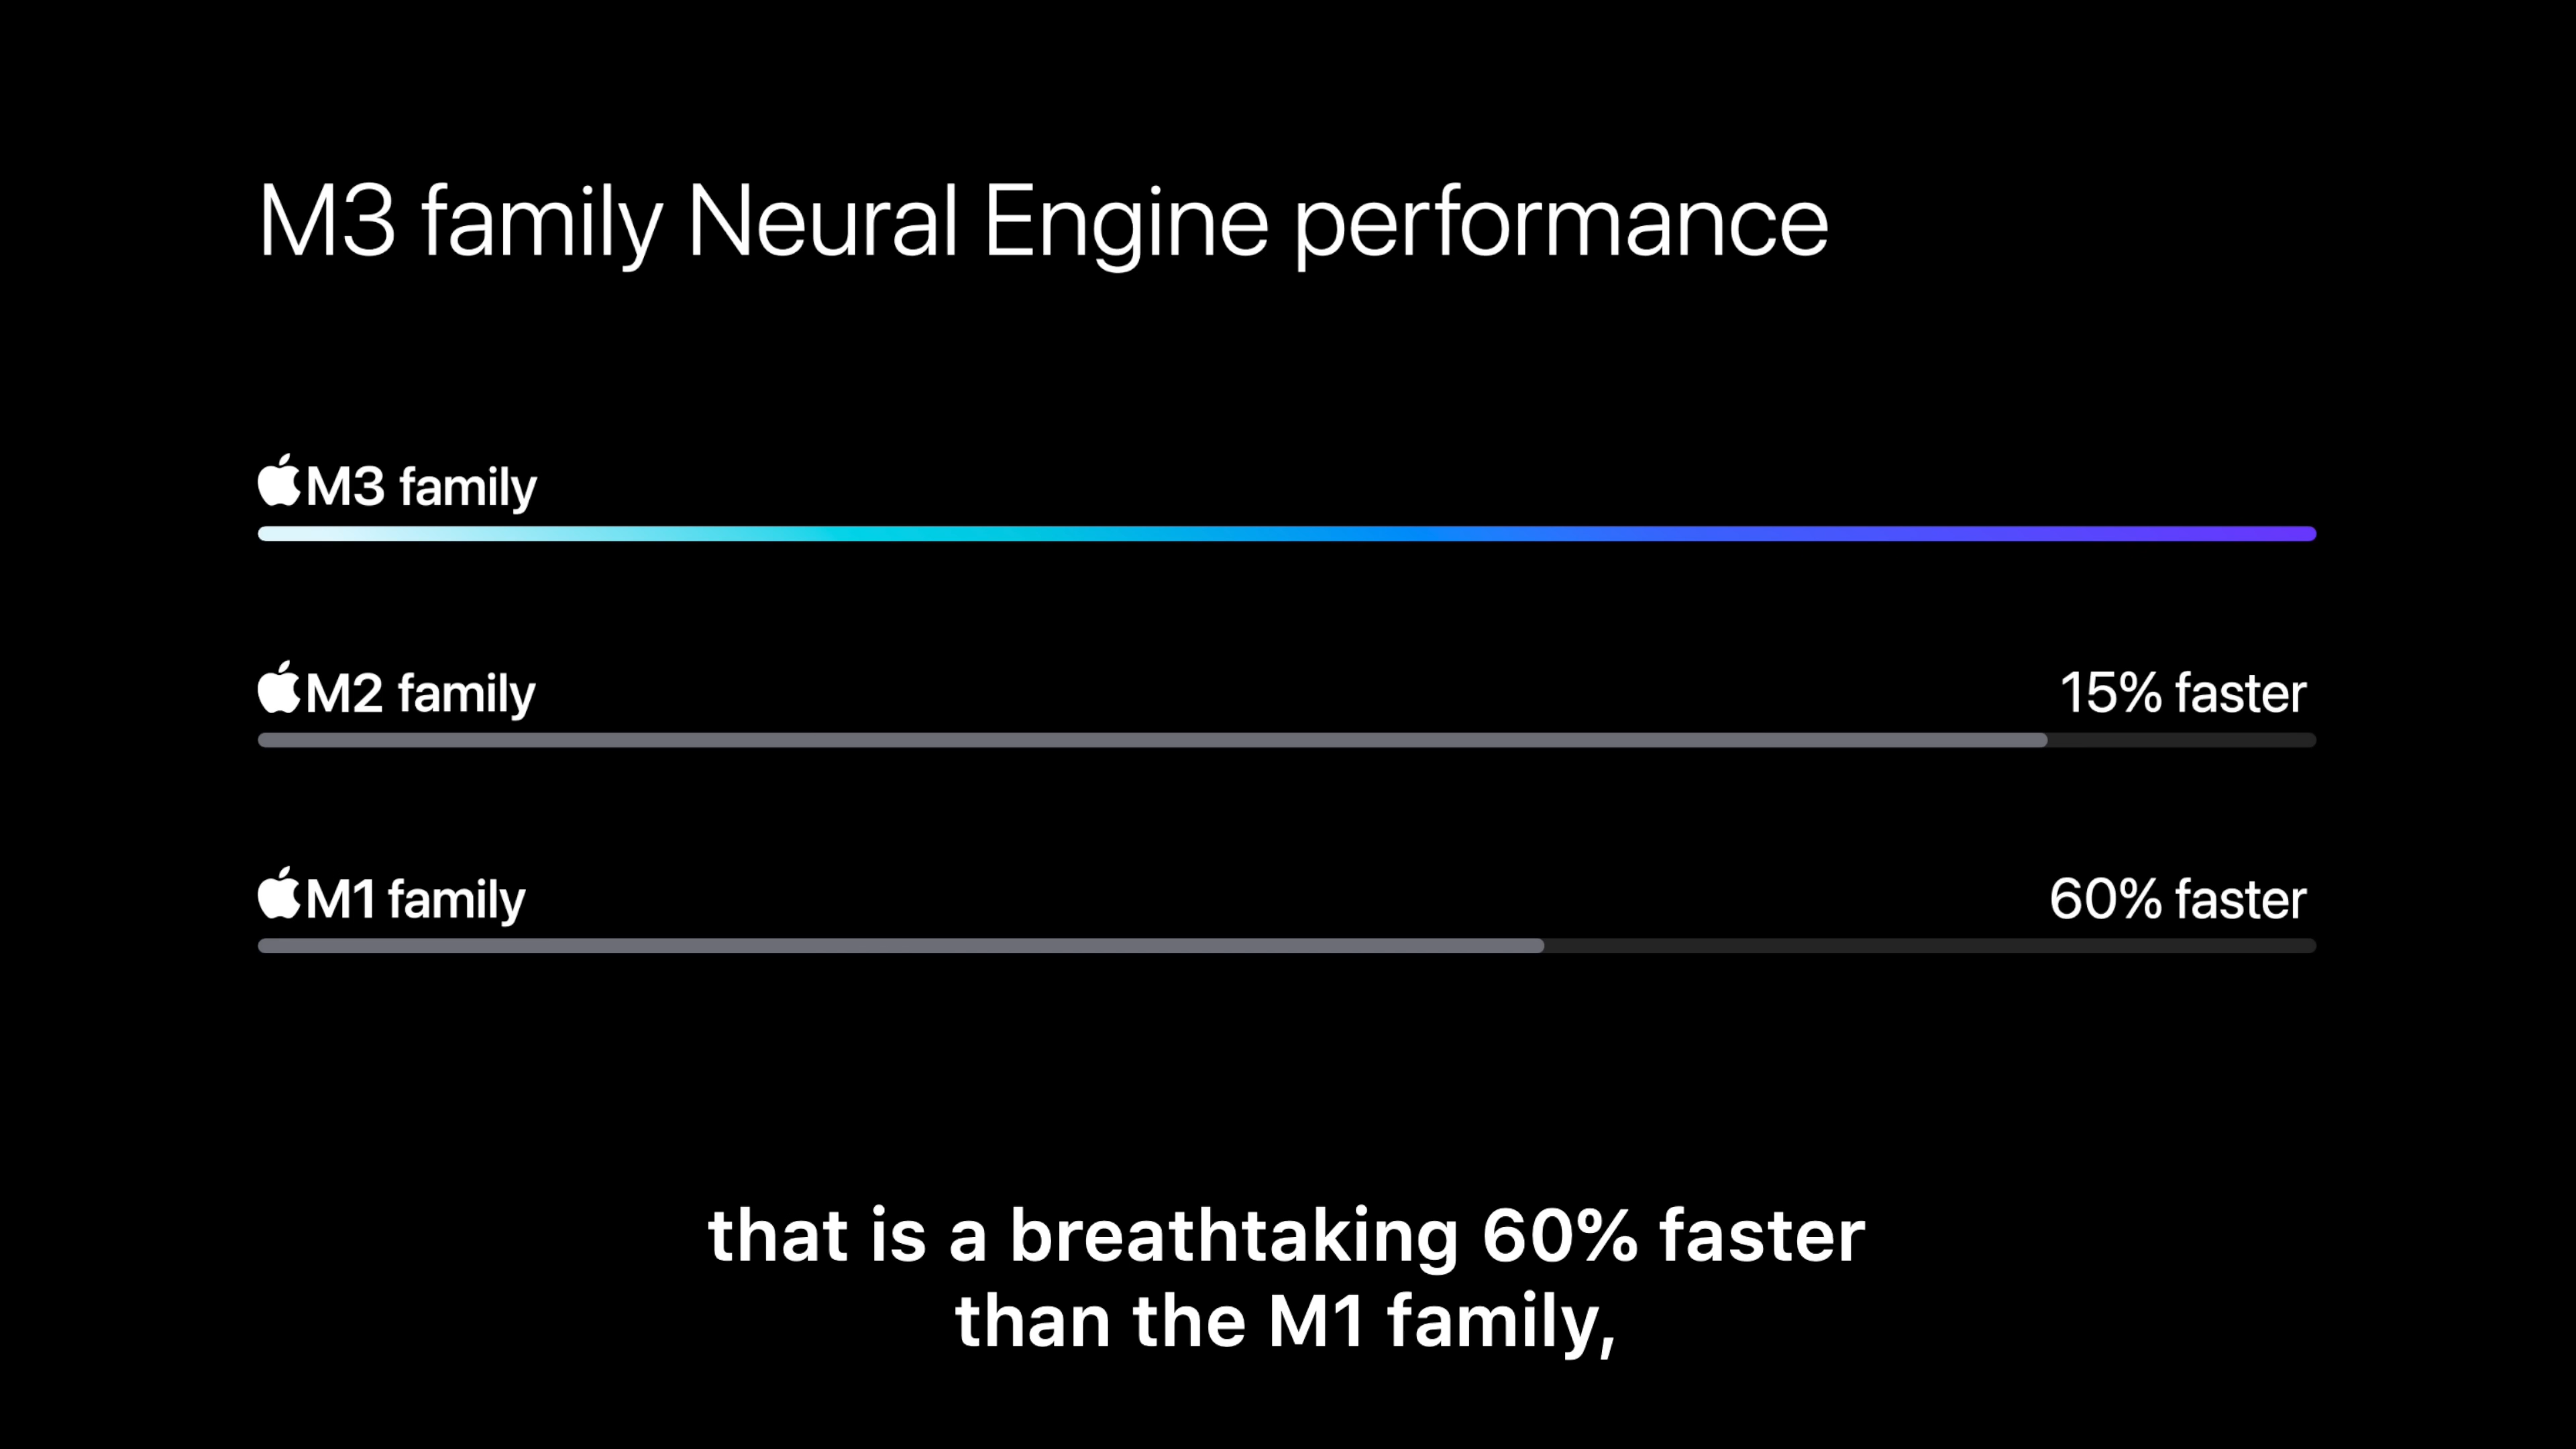 M3 family Neural Engine performance
M3 family
M2 family
15% faster
M1 family
60% faster
that is a breathtaking 60% faster
than the M1 family,